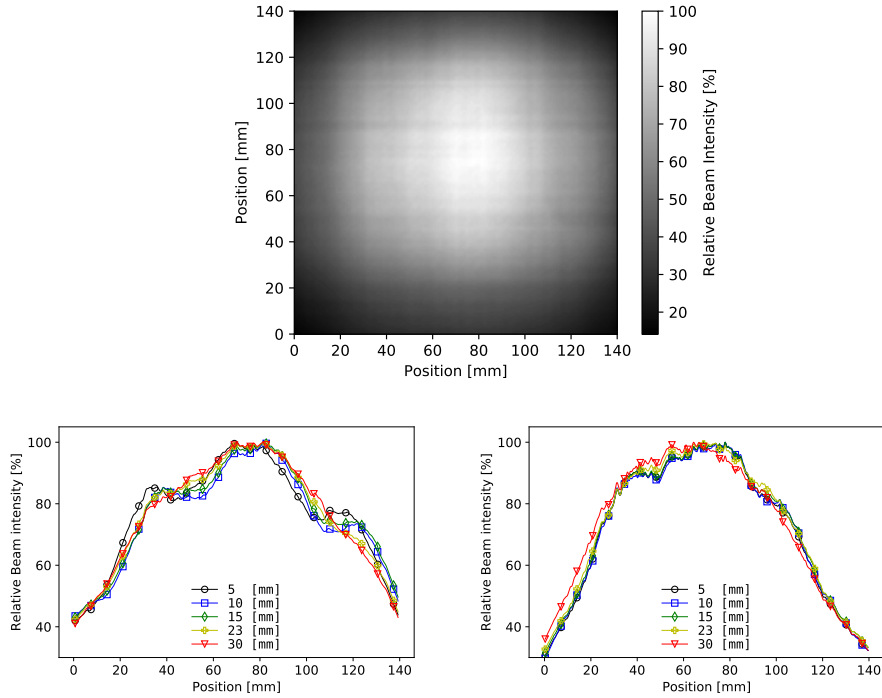 140
120
100
80
60
40
20
0
Position [mm]
0 20 40 60 80 100 120 140
Position [mm]
100
90
80
70
60
50
40
30
20
Relative Beam Intensity [%]
100
80
60
40
Relative Beam intensity [%]
5 [mm]
10 [mm]
15 [mm]
23 [mm]
30 [mm]
0 20 40 60 80 100 120 140
Position [mm]
100
80
60
40
Relative Beam intensity [%]
5 [mm]
10 [mm]
15 [mm]
23 [mm]
30 [mm]
0 20 40 60 80 100 120 140
Position [mm]